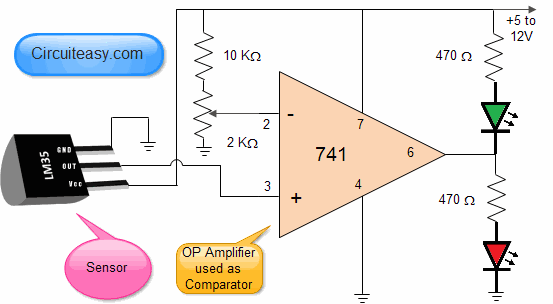 Circuiteasy.com
+5 to
12V
10 KΩ
470 Ω
2
-
7
2 KΩ
741
6
LM35
GND
OUT
Vcc
3
+
4
470 Ω
Sensor
OP Amplifier
used as
Comparator